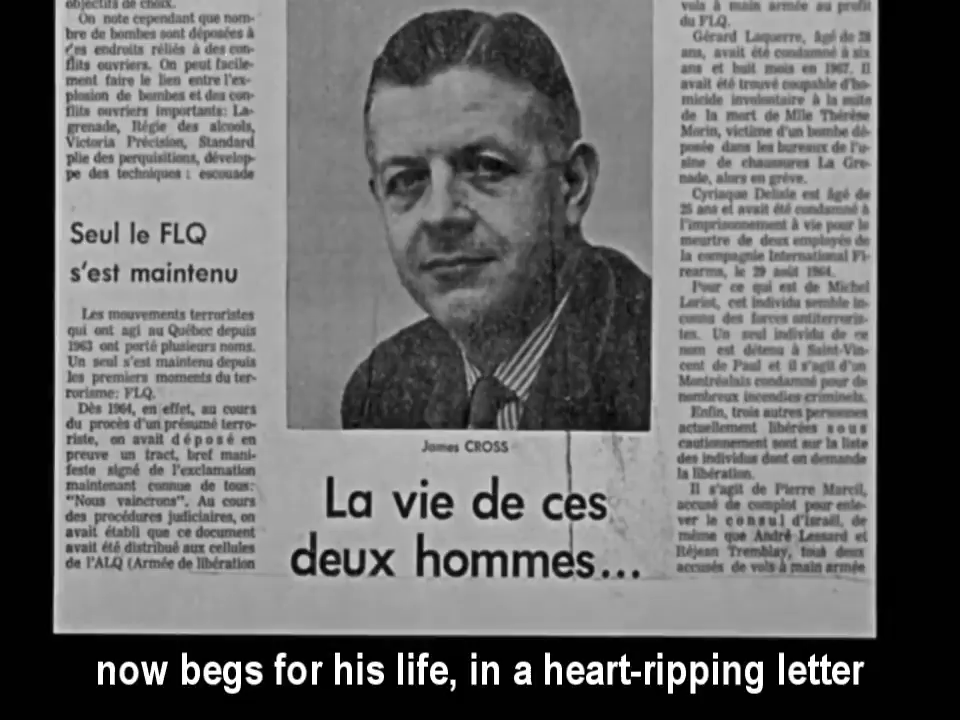 objectifs de choix.
On note cependant que nom-
bre de bombes sont déposées à
des endroits reliés à des con-
flits ouvriers. On peut facile-
ment faire le lien entre l'ex-
plosion de bombes et des con-
flits ouvriers importants: La-
grenade, Régie des alcools,
Victoria Précision, Standard
plie des perquisitions, dévelop-
pe des techniques : escouade
Seul le FLQ
s'est maintenu
Les mouvements terroristes
qui ont agi au Québec depuis
1963 ont porté plusieurs noms.
Un seul s'est maintenu depuis
les premiers moments du ter-
rorisme: FLQ.
Dès 1964, en effet, au cours
du procès d'un présumé terro-
riste, on avait déposé en
preuve un tract, bref mani-
feste signé de l'exclamation
maintenant connue de tous:
"Nous vaincrons". Au cours
des procédures judiciaires, on
avait établi que ce document
avait été distribué aux cellules
de l'ALQ (Armée de libération
James CROSS
La vie de ces
deux hommes...
vols à main armée au profit
du FLQ.
Gérard Laquerre, âgé de 28
ans, avait été condamné à six
ans et huit mois en 1967. Il
avait été trouvé coupable d'ho-
micide involontaire à la suite
de la mort de Mlle Thérèse
Morin, victime d'un bombe dé-
posée dans les bureaux de l'u-
sine de chaussures La Gre-
nade, alors en grève.
Cyriaque Delisle est âgé de
25 ans et avait été condamné à
l'imprisonnement à vie pour le
meurtre de deux employés de
la compagnie International Fi-
rearms, le 29 août 1964.
Pour ce qui est de Michel
Loriot, cet individu semble in-
connu des forces antiterroris-
tes. Un seul individu de ce
nom est détenu à Saint-Vin-
cent de Paul et il s'agit d'un
Montréalais condamné pour de
nombreux incendies criminels.
Enfin, trois autres personnes
actuellement libérées sous
cautionnement sont sur la liste
des individus dont on demande
la libération.
Il s'agit de Pierre Marcil,
accusé de complot pour enle-
ver le consul d'Israël, de
même que André Lessard et
Réjean Tremblay, tous deux
accusés de vols à main armée
now begs for his life, in a heart-ripping letter